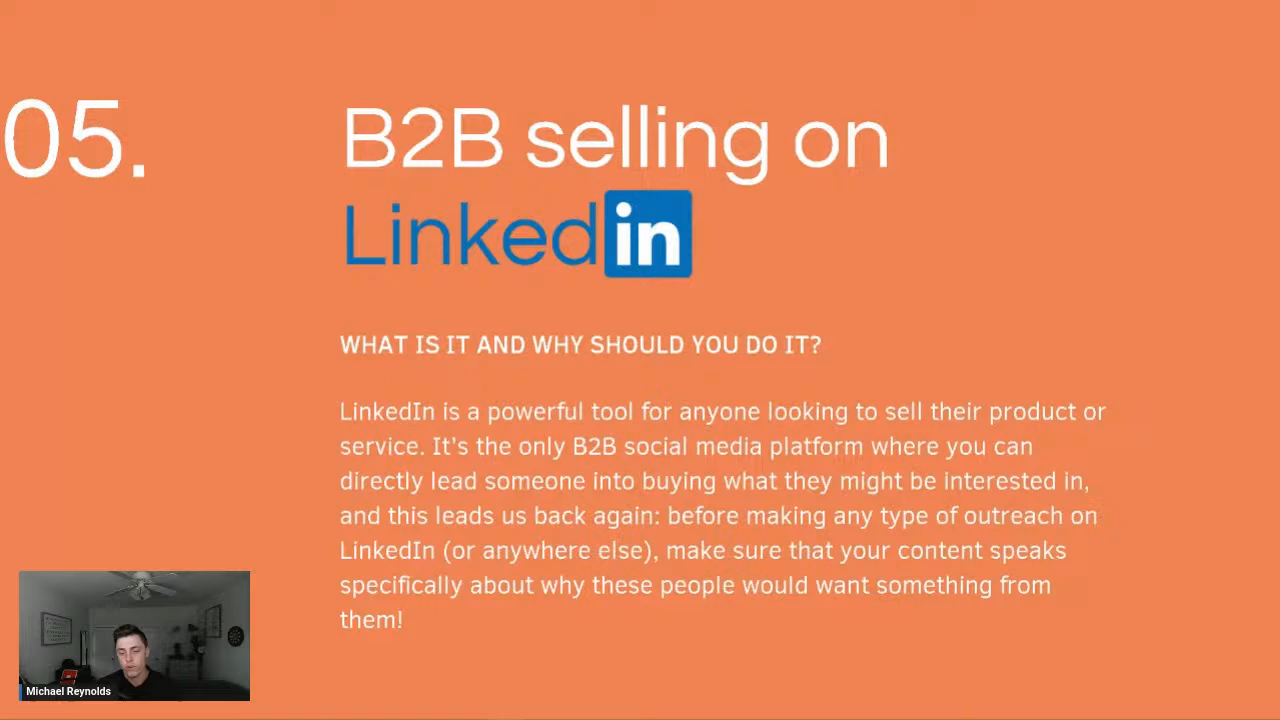 05.
B2B selling on
Linkedin
WHAT IS IT AND WHY SHOULD YOU DO IT?
LinkedIn is a powerful tool for anyone looking to sell their product or
service. It's the only B2B social media platform where you can
directly lead someone into buying what they might be interested in,
and this leads us back again: before making any type of outreach on
LinkedIn (or anywhere else), make sure that your content speaks
specifically about why these people would want something from
them!
Michael Reynolds